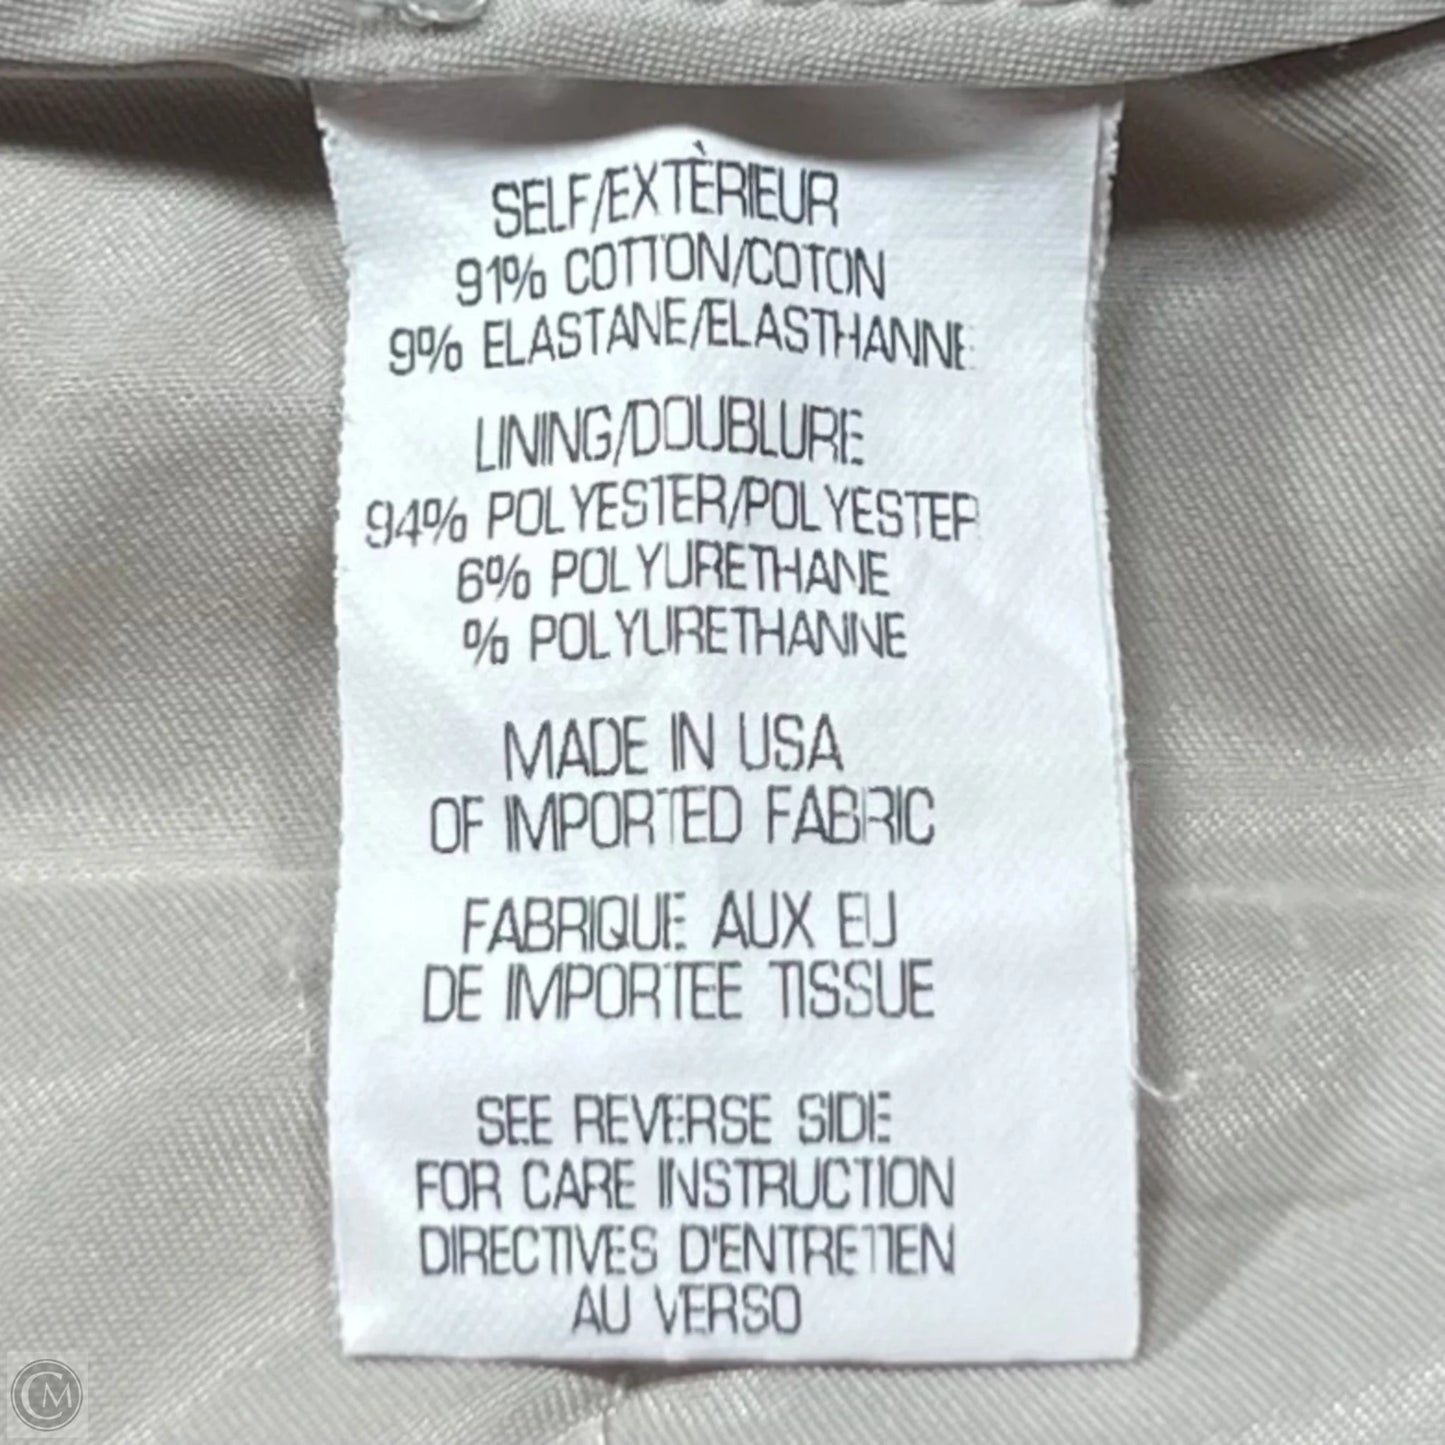 SELF/EXTÈRIEUR
91% COTTON/COTON
9% ELASTANE/ELASTHANNE
LINING/DOUBLURE
94% POLYESTER/POLYESTER
6% POLYURETHANE
% POLYURETHANNE
MADE IN USA
OF IMPORTED FABRIC
FABRIQUE AUX EU
DE IMPORTEE TISSUE
SEE REVERSE SIDE
FOR CARE INSTRUCTION
DIRECTIVES D'ENTRETIEN
AU VERSO
CM